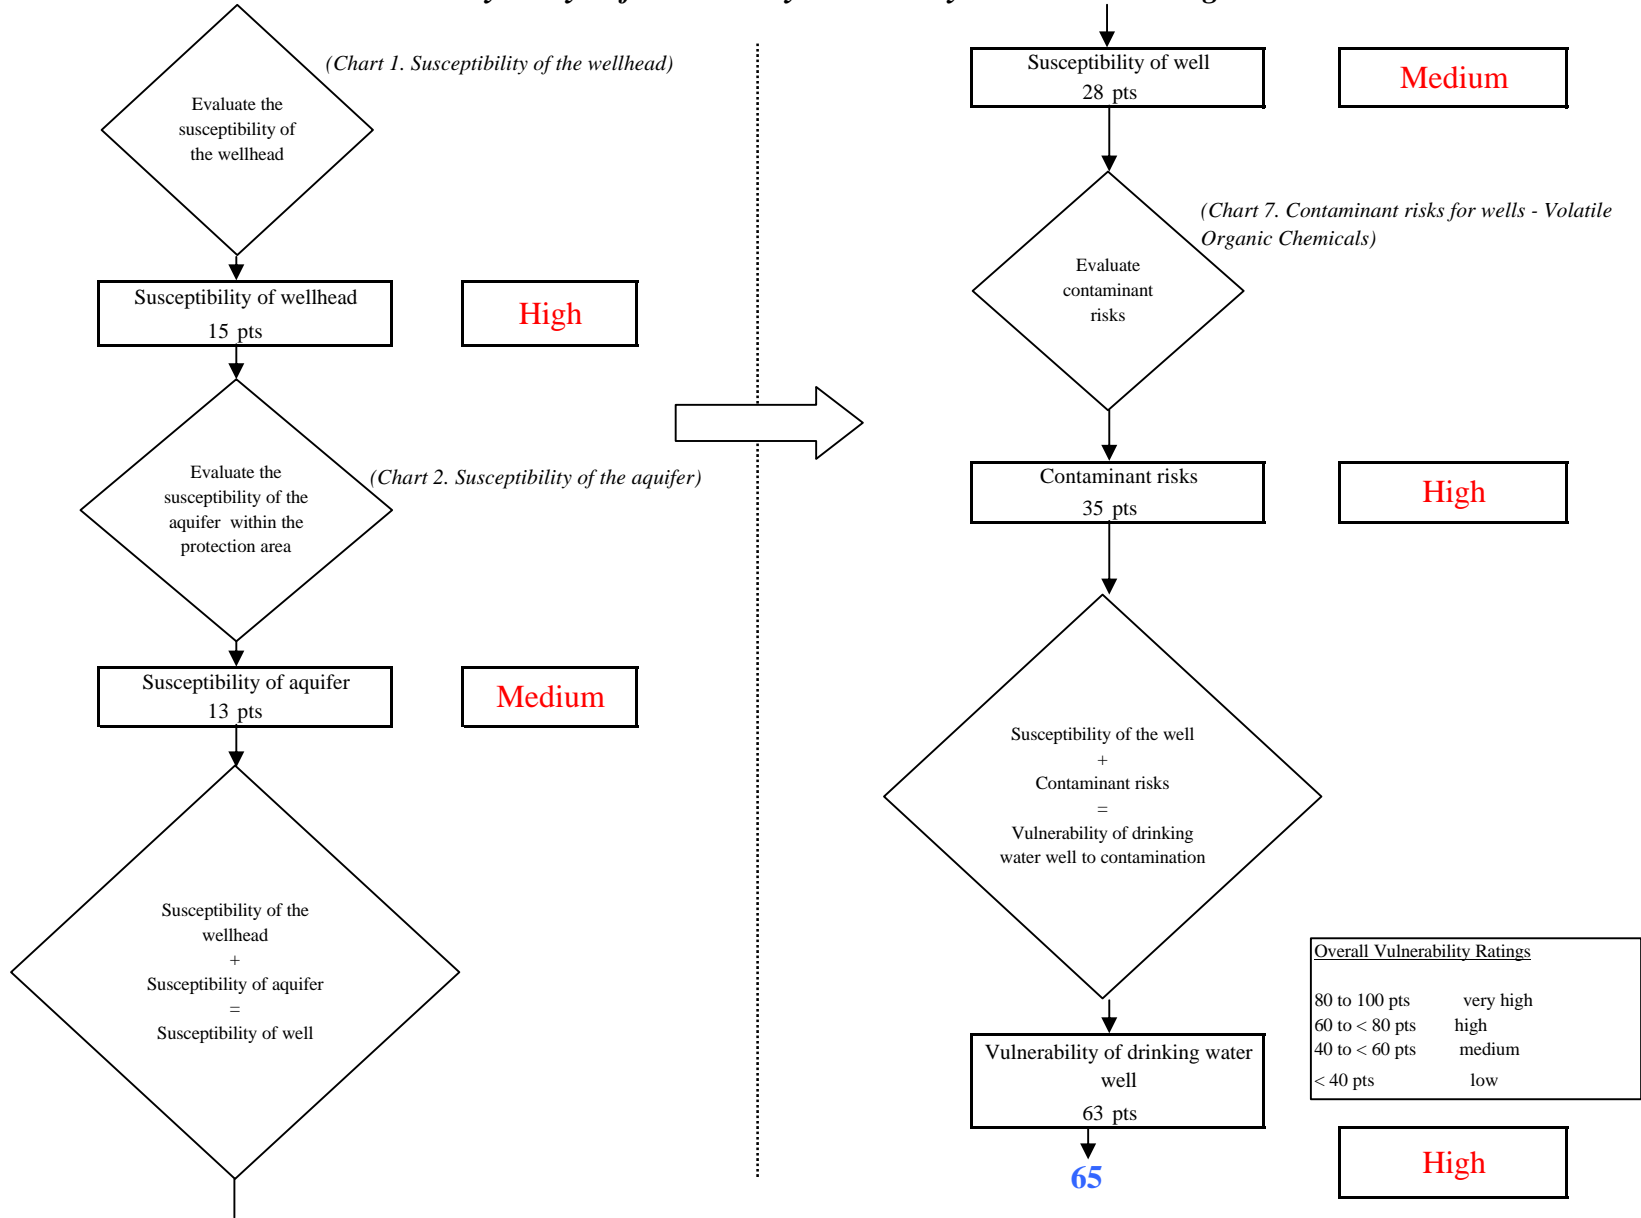 (Chart 1. Susceptibility of the wellhead)
Evaluate the
susceptibility of
the wellhead
Susceptibility of wellhead
15 pts
High
Evaluate the
susceptibility of the
aquifer within the
protection area
(Chart 2. Susceptibility of the aquifer)
Susceptibility of aquifer
13 pts
Medium
Susceptibility of the
wellhead
+
Susceptibility of aquifer
=
Susceptibility of well
Susceptibility of well
28 pts
Medium
(Chart 7. Contaminant risks for wells - Volatile
Organic Chemicals)
Evaluate
contaminant
risks
Contaminant risks
35 pts
High
Susceptibility of the well
+
Contaminant risks
=
Vulnerability of drinking
water well to contamination
Overall Vulnerability Ratings
80 to 100 pts very high
60 to < 80 pts high
40 to < 60 pts medium
< 40 pts low
Vulnerability of drinking water
well
63 pts
65
High